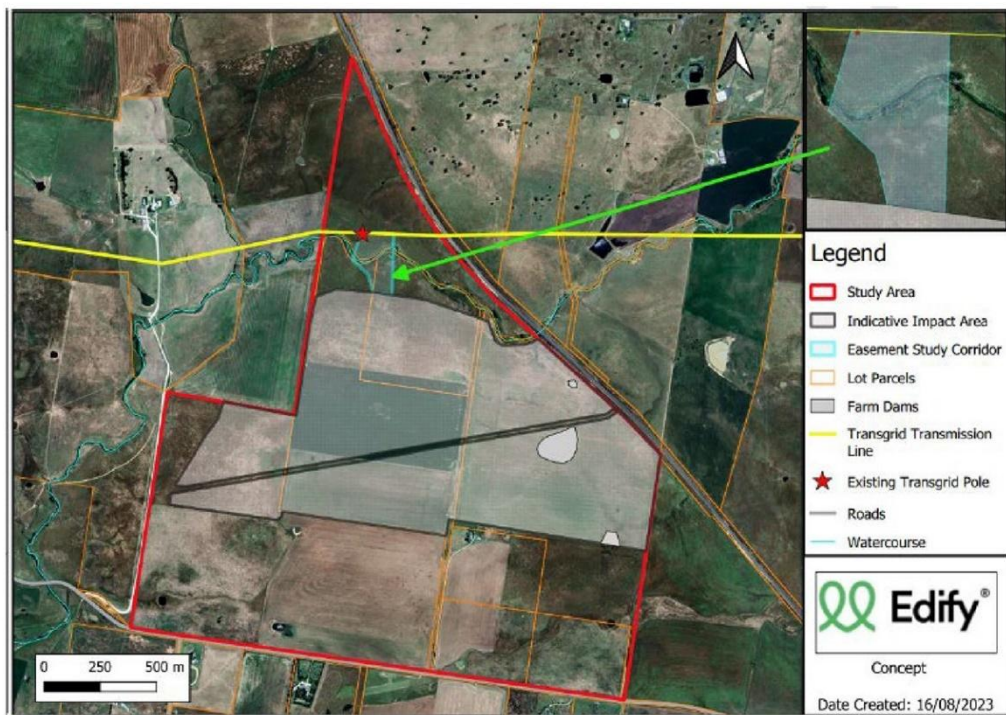 Legend
Study Area
Indicative Impact Area
Easement Study Corridor
Lot Parcels
Farm Dams
Transgrid Transmission
Line
Existing Transgrid Pole
Roads
Watercourse
Edify®
Concept
Date Created: 16/08/2023
0 250 500 m